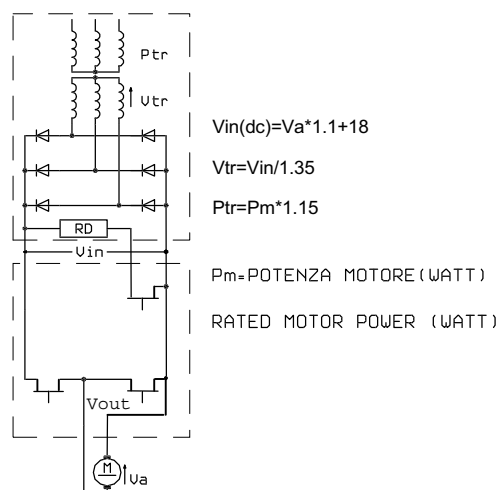 Ptr
Vtr
Vin(dc)=Va*1.1+18
Vtr=Vin/1.35
Ptr=Pm*1.15
RD
Vin
Pm=POTENZA MOTORE(WATT)
RATED MOTOR POWER (WATT)
Vout
M
Va